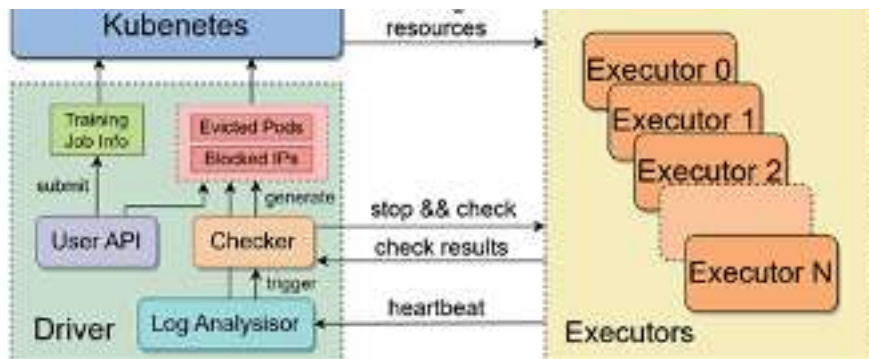 Kubenetes
resources
Executor 0
Training
Job Info
Evicted Pods
Executor 1
Blocked IPs
Executor 2
submit
generate
stop && check
User API
Checker
check results
Executor N
trigger
heartbeat
Driver
Log Analysisor
Executors